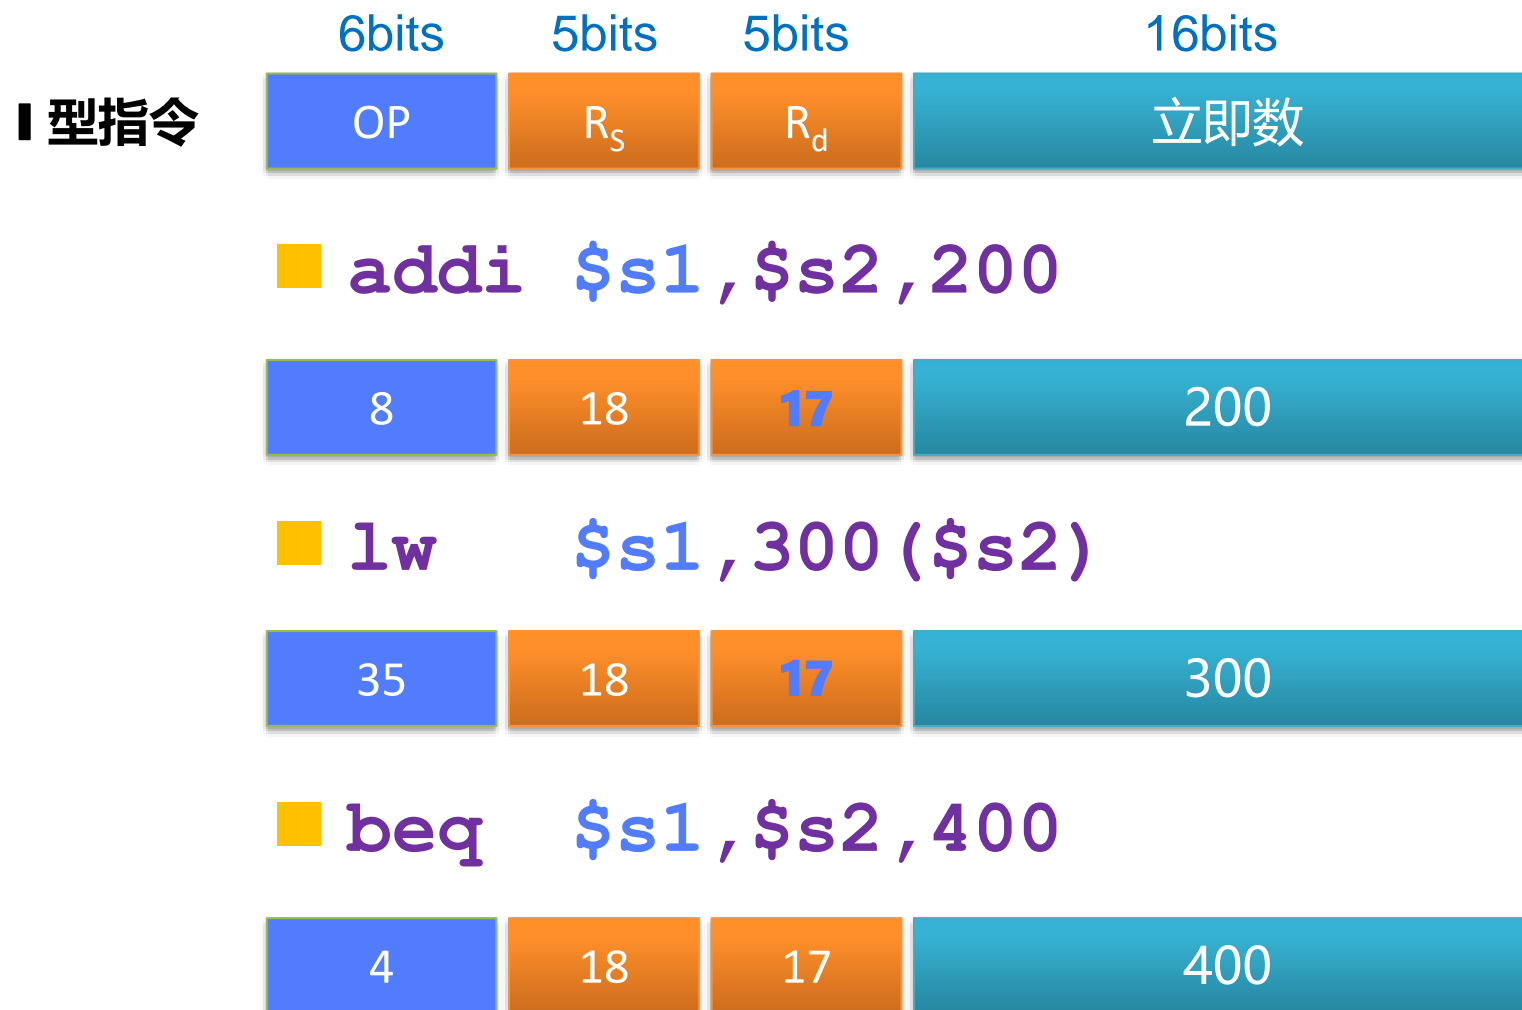 6bits 5bits 5bits 16bits
I 型指令 OP RS Rd 立即数
addi $s1,$s2,200
8 18 17 200
lw $s1,300($s2)
35 18 17 300
beq $s1,$s2,400
4 18 17 400